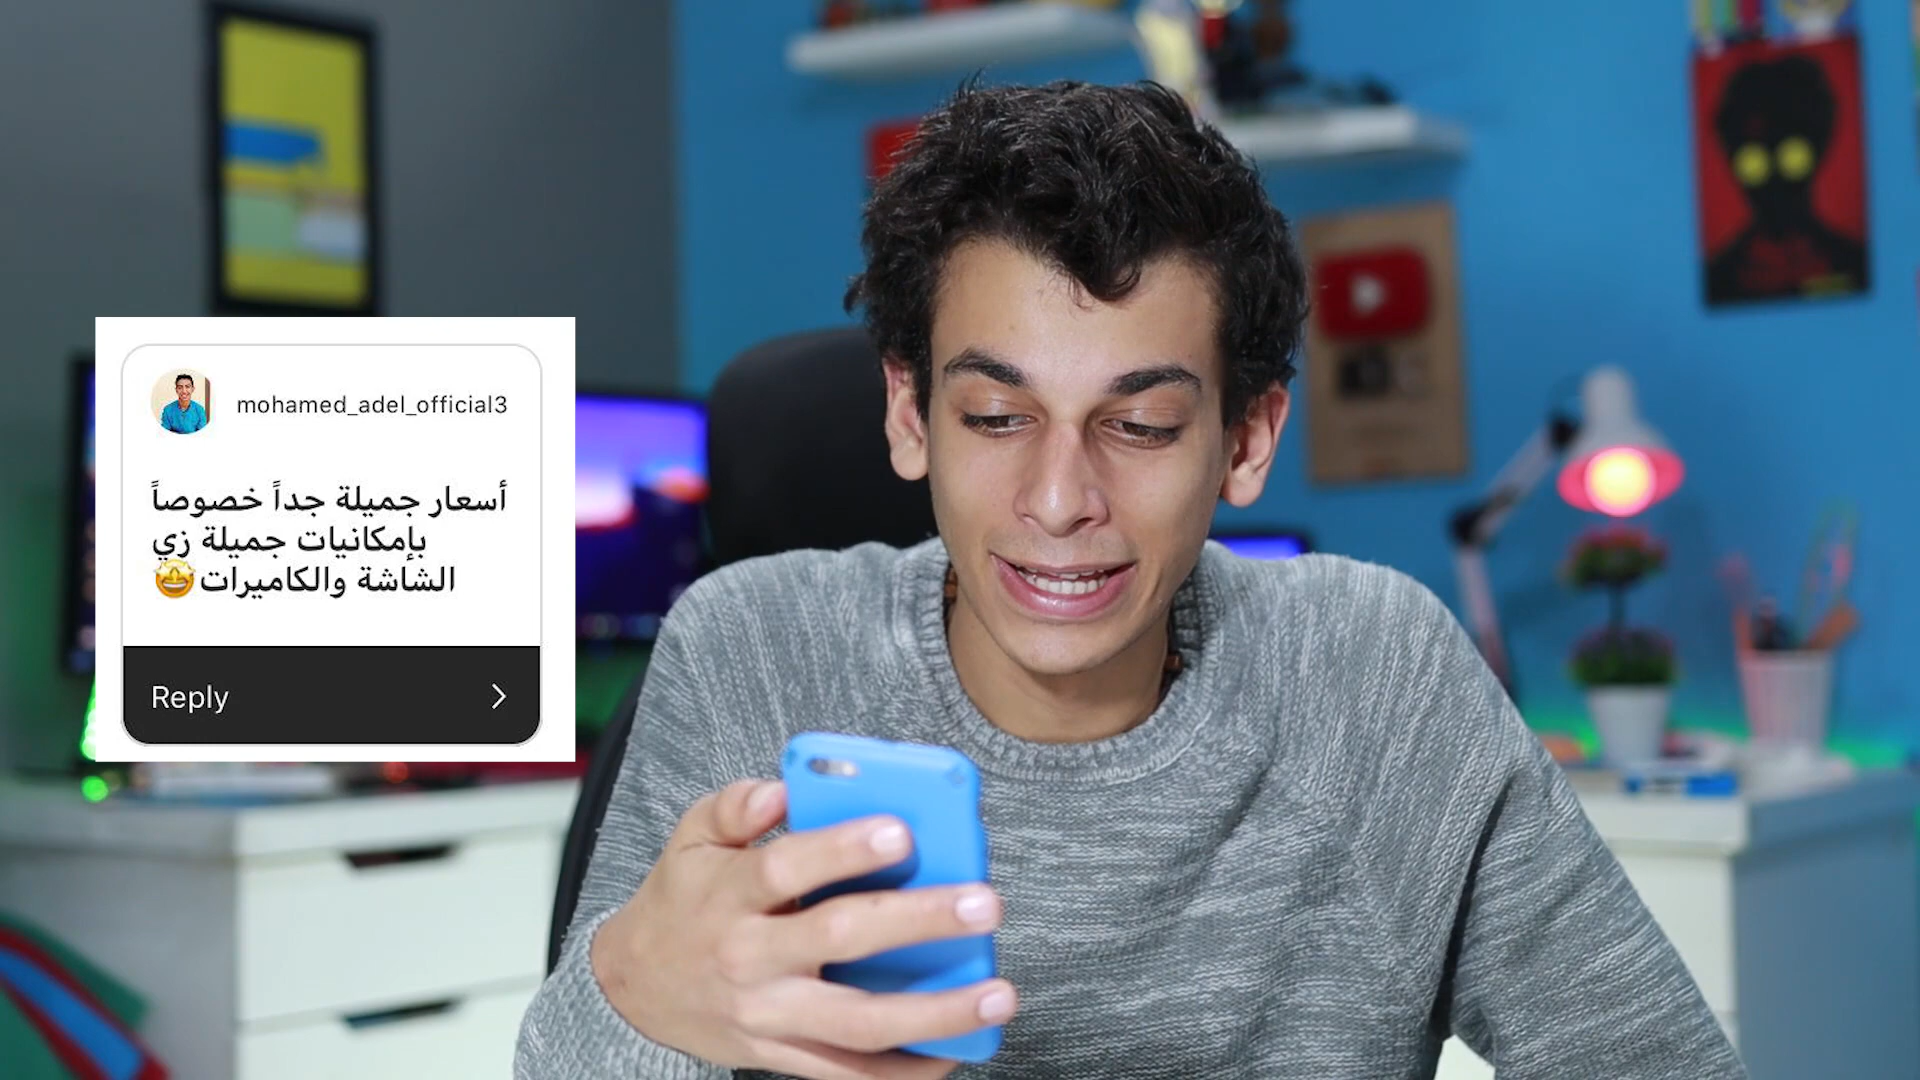 mohamed_adel_official3
أسعار جميلة جداً خصوصاً
بإمكانيات جميلة زي
الشاشة والكاميرات🤩
Reply